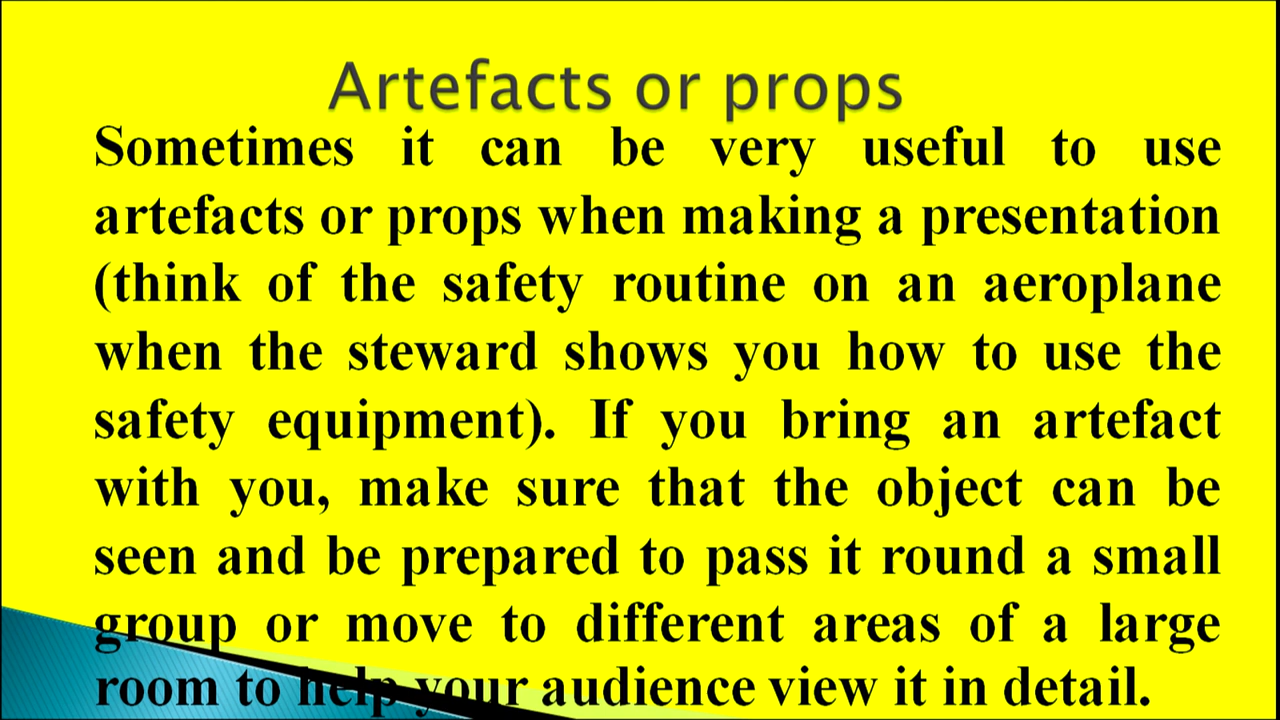 Artefacts or props
Sometimes it can be very useful to use
artefacts or props when making a presentation
(think of the safety routine on an aeroplane
when the steward shows you how to use the
safety equipment). If you bring an artefact
with you, make sure that the object can be
seen and be prepared to pass it round a small
group or move to different areas of a large
room to help your audience view it in detail.